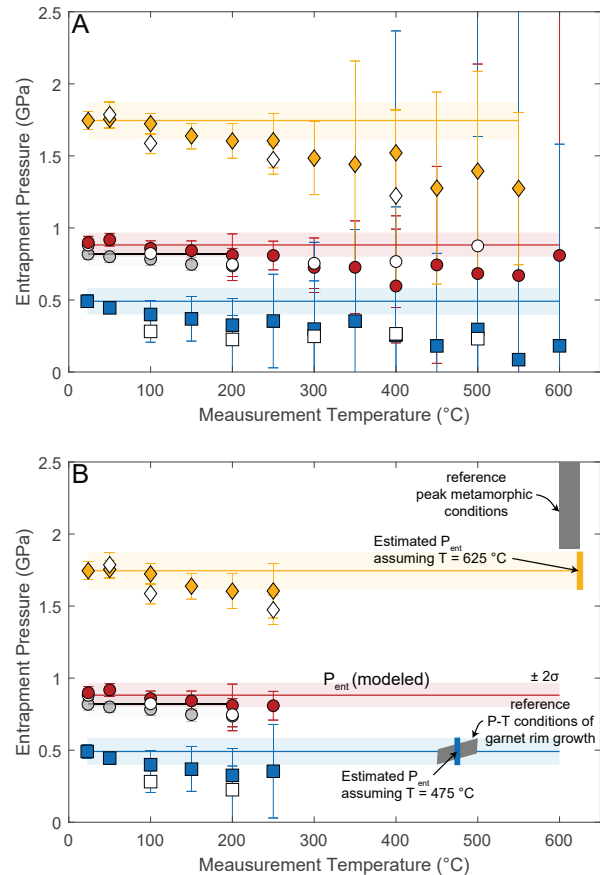 A
2.5
2
1.5
1
0.5
0
Entrapment Pressure (GPa)
0 100 200 300 400 500 600
Meausurement Temperature (°C)
B
2.5
2
1.5
1
0.5
0
Entrapment Pressure (GPa)
reference
peak metamorphic
conditions
Estimated Pent
assuming T = 625 °C
Pent (modeled)
± 2σ
reference
P-T conditions of
garnet rim growth
Estimated Pent
assuming T = 475 °C
0 100 200 300 400 500 600
Meausurement Temperature (°C)